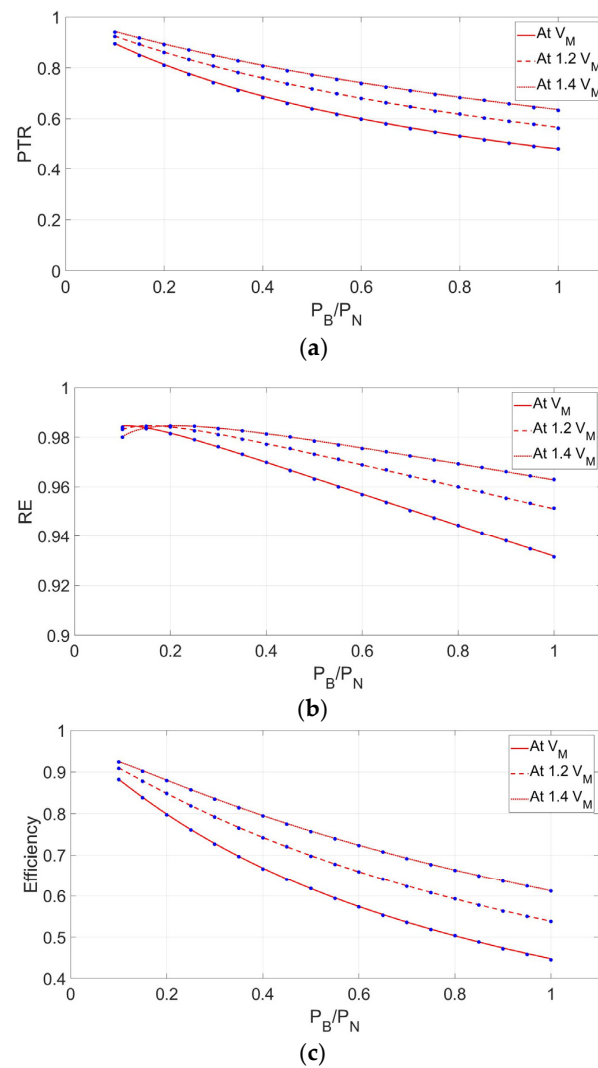 1
0.8
0.6
0.4
0.2
0
PTR
At V_M
At 1.2 V_M
At 1.4 V_M
0 0.2 0.4 0.6 0.8 1
P_B/P_N
(a)
1
0.98
0.96
0.94
0.92
0.9
RE
At V_M
At 1.2 V_M
At 1.4 V_M
0 0.2 0.4 0.6 0.8 1
P_B/P_N
(b)
1
0.9
0.8
0.7
0.6
0.5
0.4
Efficiency
At V_M
At 1.2 V_M
At 1.4 V_M
0 0.2 0.4 0.6 0.8 1
P_B/P_N
(c)